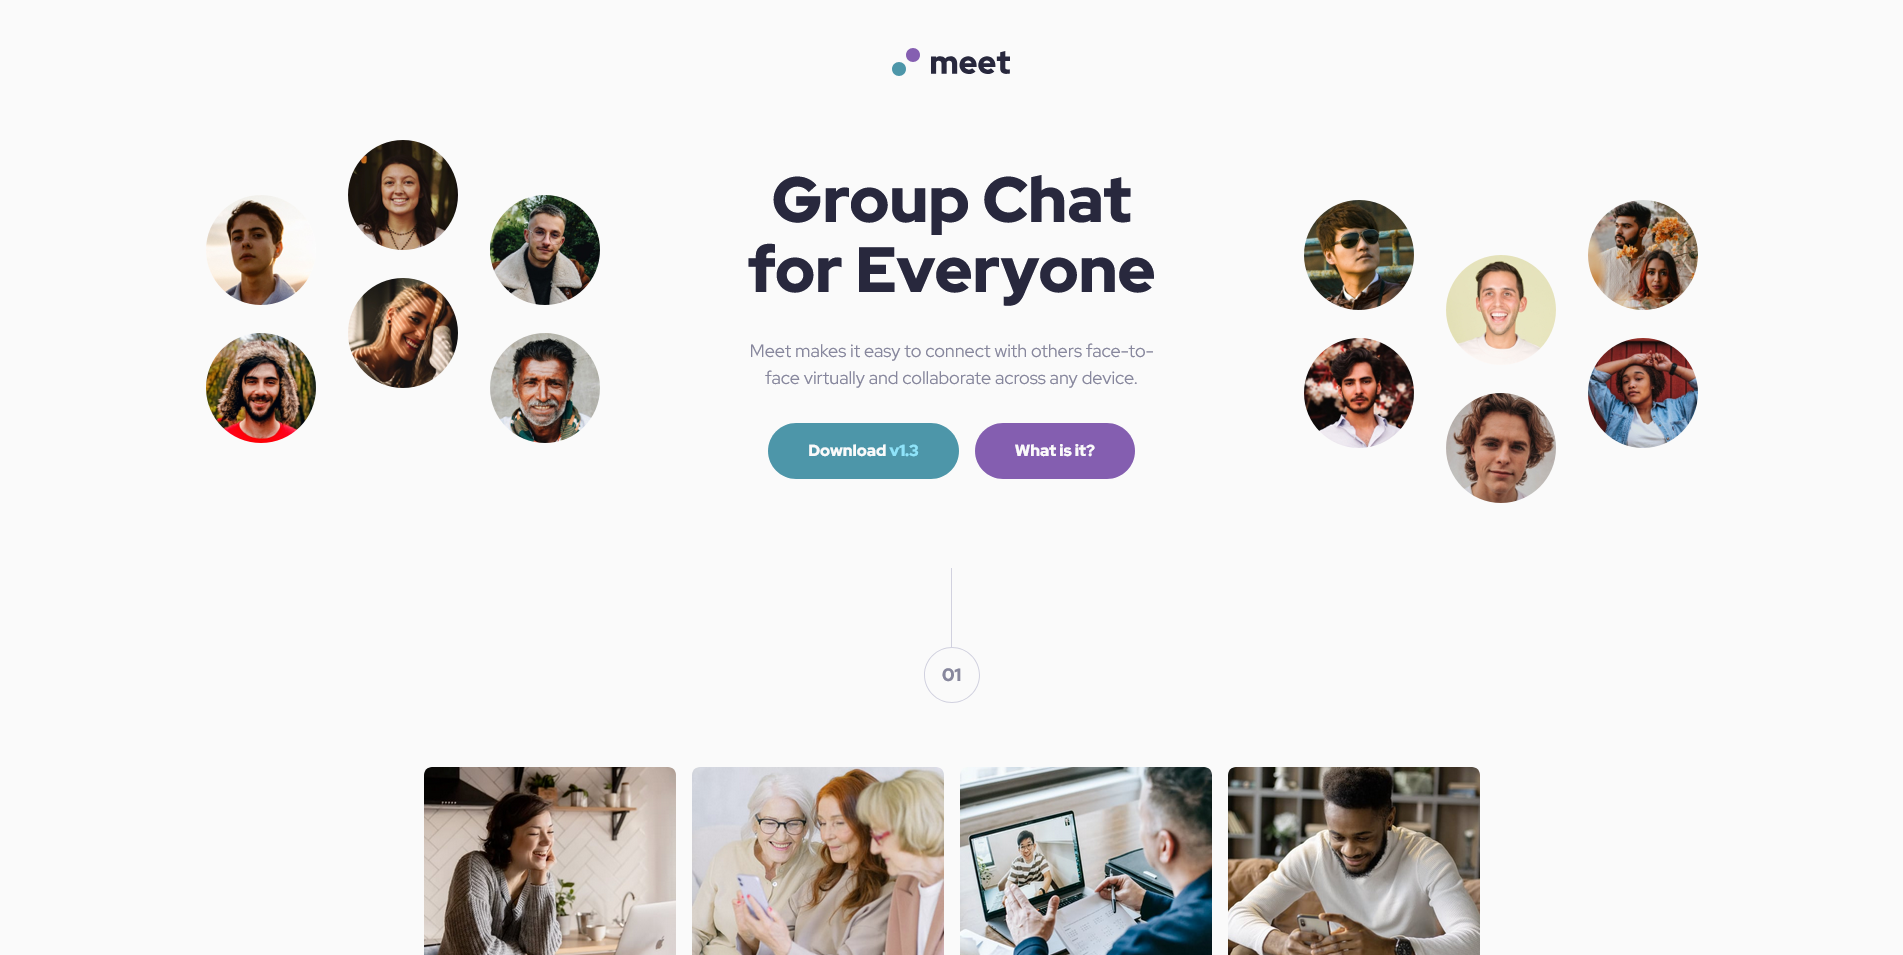 meet
Group Chat
for Everyone
Meet makes it easy to connect with others face-to-
face virtually and collaborate across any device.
Download v1.3
What is it?
01